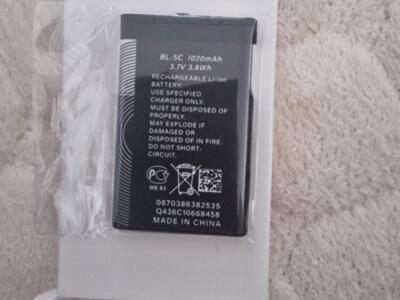 BL-5C 1020mAh
3.7V 3.8Wh
RECHARGEABLE Li-Ion
BATTERY.
USE SPECIFIED
CHARGER ONLY.
MUST BE DISPOSED OF
PROPERLY.
MAY EXPLODE IF
DAMAGED OR
DISPOSED OF IN FIRE.
DO NOT SHORT
CIRCUIT.
ME 83
0670386382535
Q436C10668458
MADE IN CHINA